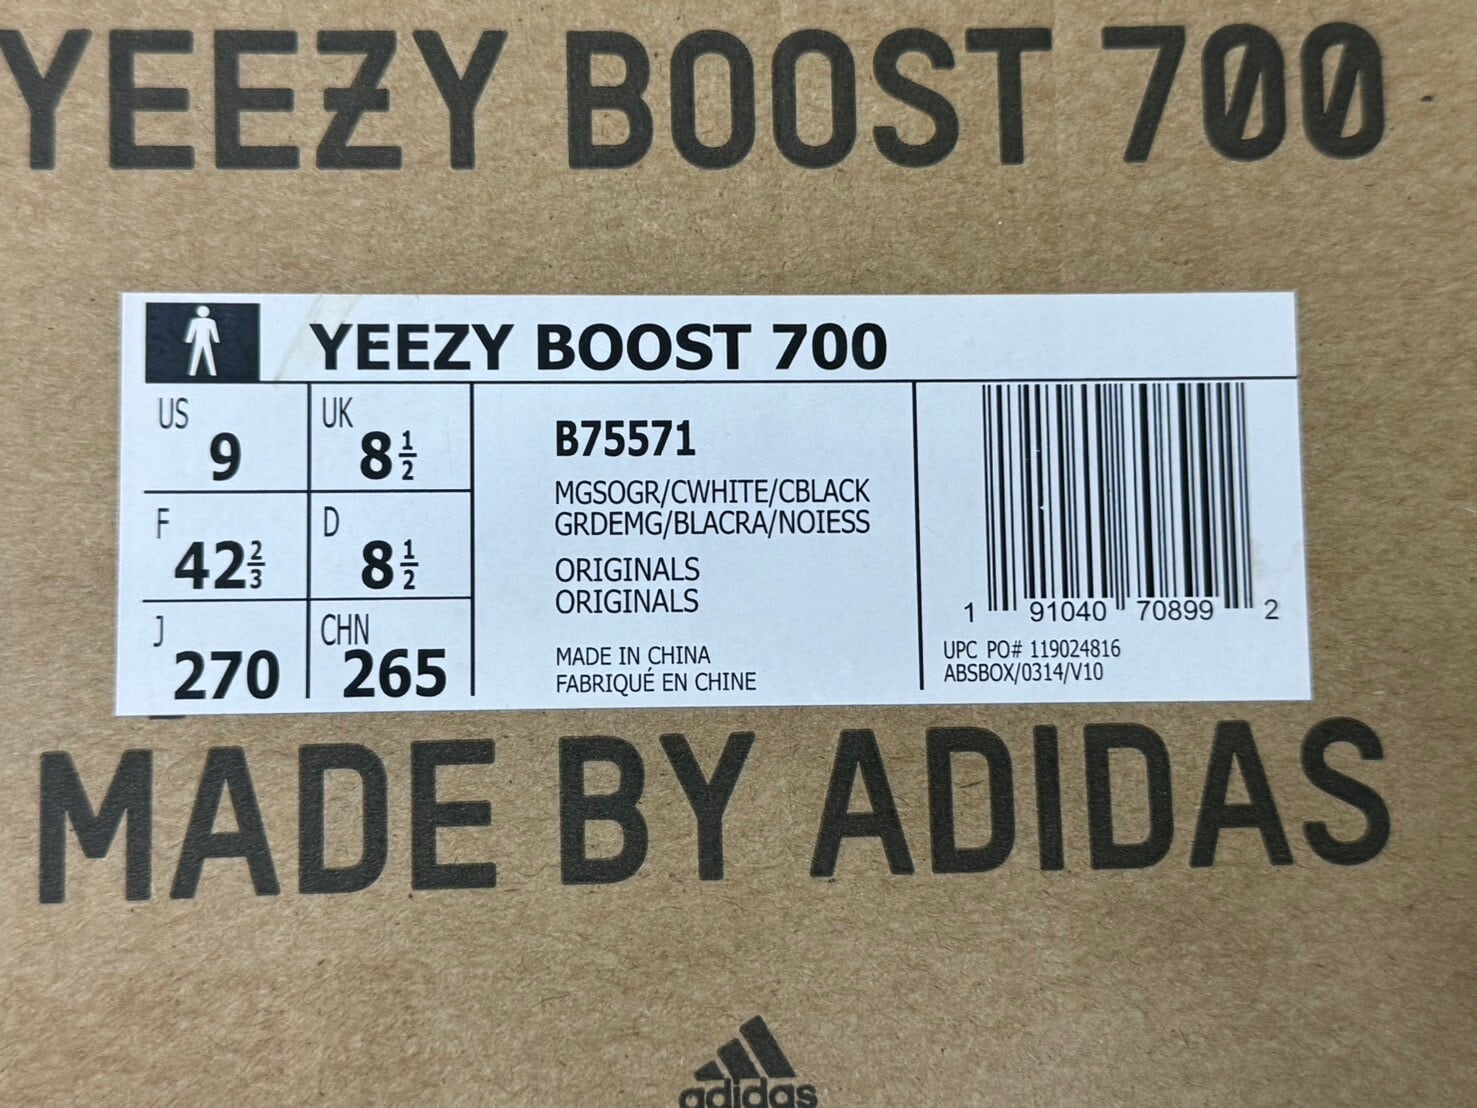 YEEZY BOOST 700
YEEZY BOOST 700
US 9
UK 8 1/2
F 42 2/3
D 8 1/2
J 270
CHN 265
B75571
MGSOGR/CWHITE/CBLACK
GRDEMG/BLACRA/NOIESS
ORIGINALS
ORIGINALS
MADE IN CHINA
FABRIQUÉ EN CHINE
1 91040 70899 2
UPC PO# 119024816
ABSBOX/0314/V10
MADE BY ADIDAS
adidas